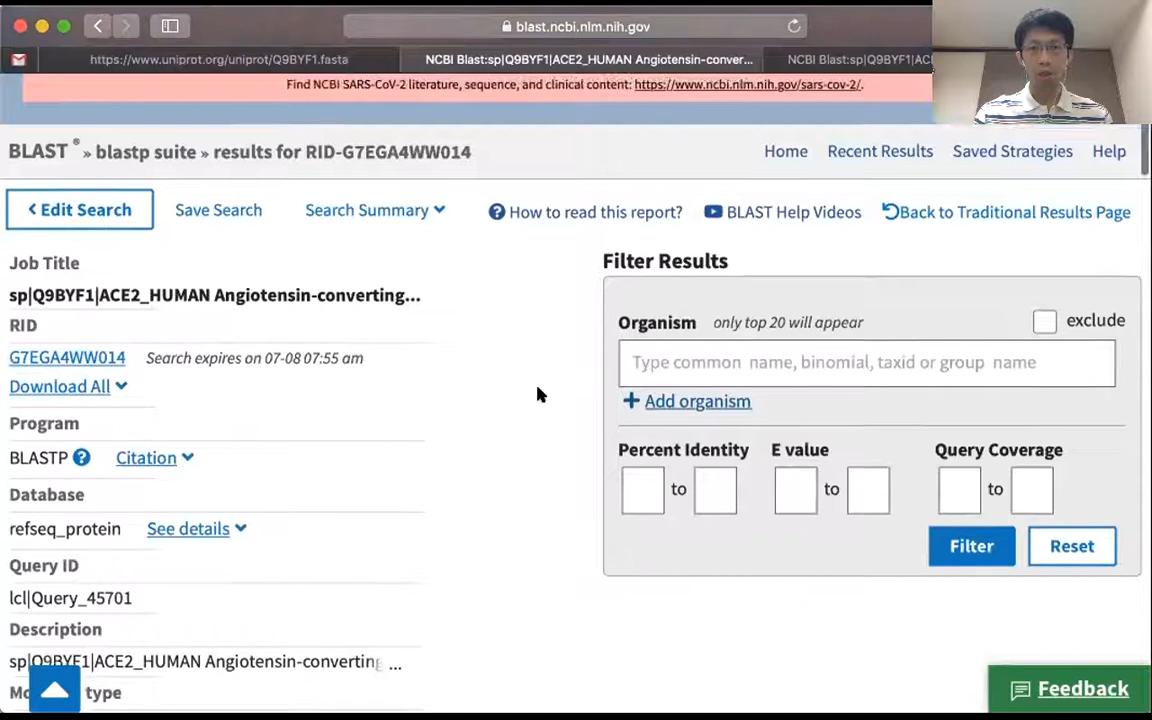 blast.ncbi.nlm.nih.gov
https://www.uniprot.org/uniprot/Q9BYF1.fasta
NCBI Blast:sp|Q9BYF1|ACE2_HUMAN Angiotensin-conver...
NCBI Blast:sp|Q9BYF1|AC
Find NCBI SARS-CoV-2 literature, sequence, and clinical content: https://www.ncbi.nlm.nih.gov/sars-cov-2/.
BLAST ® » blastp suite » results for RID-G7EGA4WW014
Home Recent Results Saved Strategies Help
Edit Search Save Search Search Summary How to read this report? BLAST Help Videos Back to Traditional Results Page
Job Title
sp|Q9BYF1|ACE2_HUMAN Angiotensin-converting...
RID
G7EGA4WW014 Search expires on 07-08 07:55 am
Download All
Program
BLASTP ? Citation
Database
refseq_protein See details
Query ID
lcl|Query_45701
Description
sp|Q9BYF1|ACE2_HUMAN Angiotensin-converting ...
type
Filter Results
Organism only top 20 will appear exclude
Type common name, binomial, taxid or group name
+ Add organism
Percent Identity E value Query Coverage
to to to
Filter Reset
Feedback